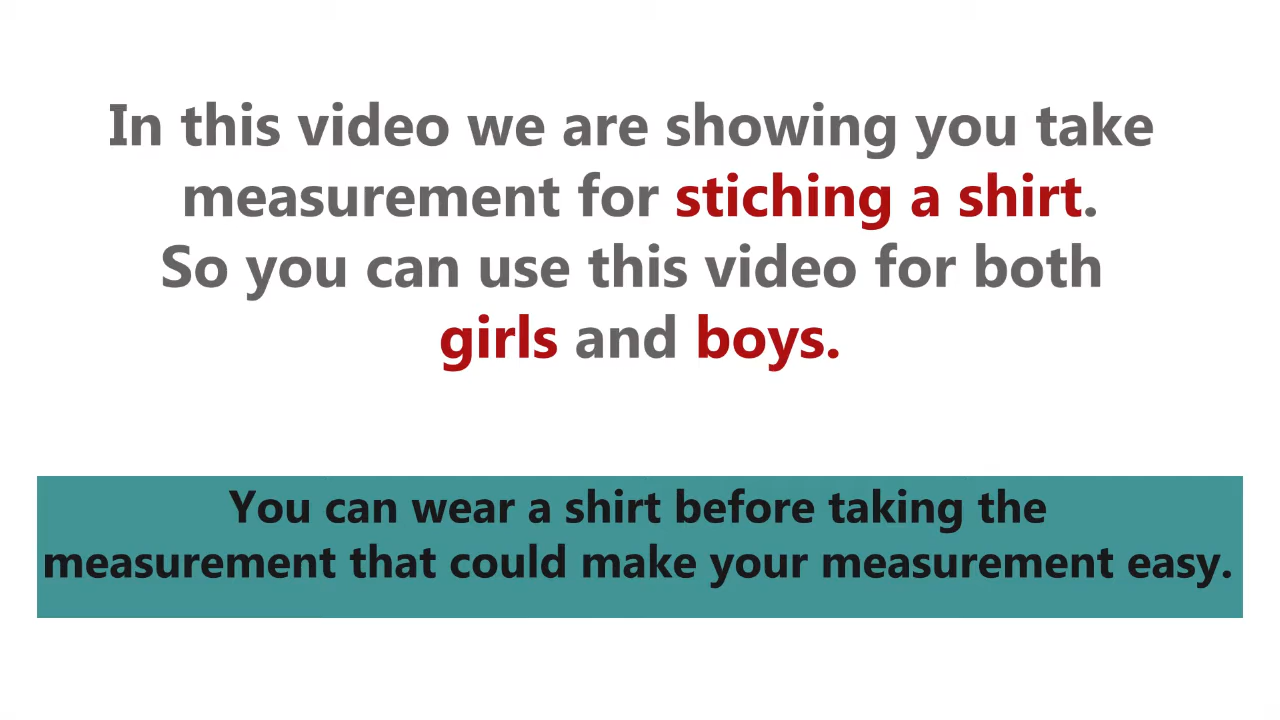 In this video we are showing you take
measurement for stiching a shirt.
So you can use this video for both
girls and boys.
You can wear a shirt before taking the
measurement that could make your measurement easy.